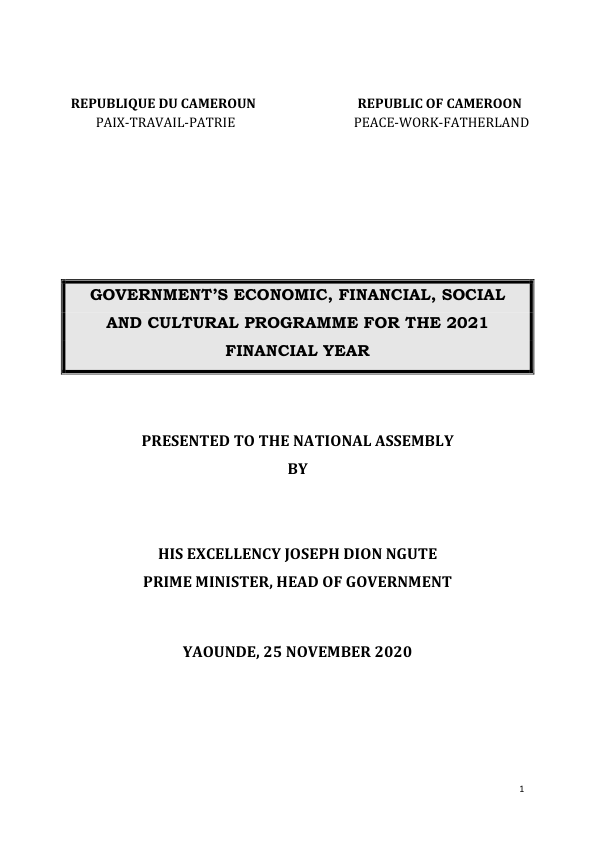 REPUBLIQUE DU CAMEROUN
PAIX-TRAVAIL-PATRIE
REPUBLIC OF CAMEROON
PEACE-WORK-FATHERLAND
GOVERNMENT’S ECONOMIC, FINANCIAL, SOCIAL
AND CULTURAL PROGRAMME FOR THE 2021
FINANCIAL YEAR
PRESENTED TO THE NATIONAL ASSEMBLY
BY
HIS EXCELLENCY JOSEPH DION NGUTE
PRIME MINISTER, HEAD OF GOVERNMENT
YAOUNDE, 25 NOVEMBER 2020
1